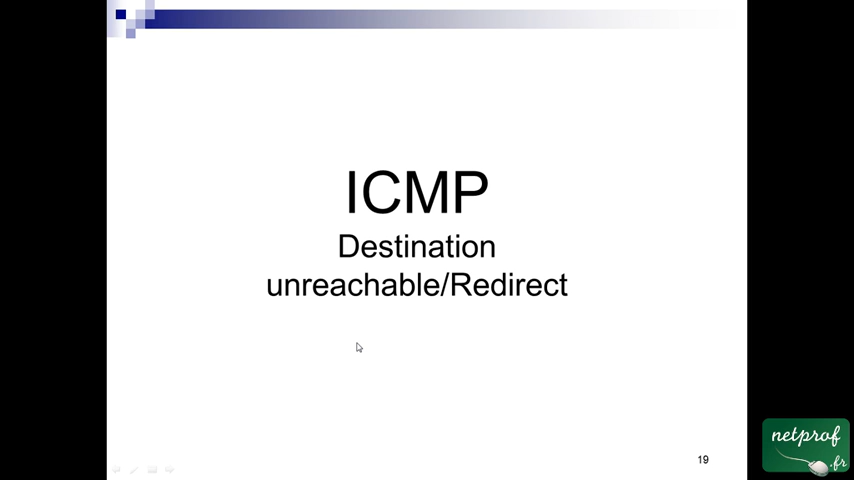 ICMP
Destination
unreachable/Redirect
19
netprof
.fr